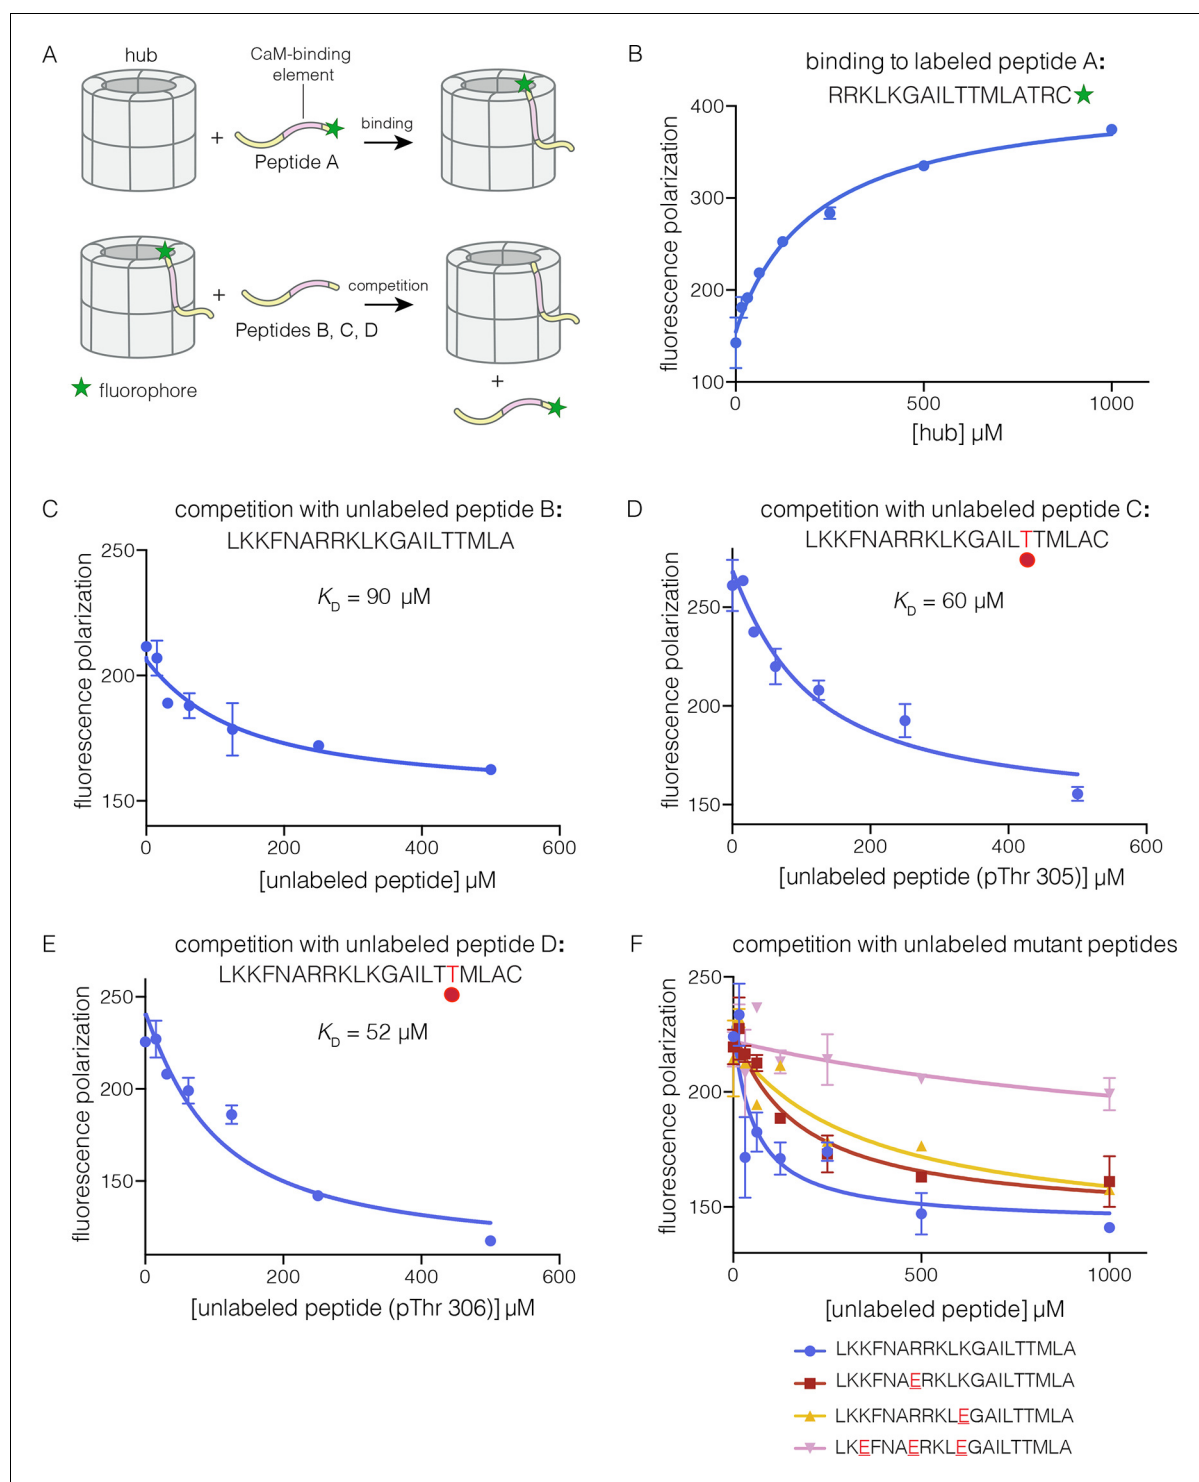 A
hub
CaM-binding
element
+
Peptide A
binding
+
Peptides B, C, D
competition
+
fluorophore
B
binding to labeled peptide A:
RRKLKGAILTTMLATRC
fluorescence polarization
400
300
200
100
0
500
1000
[hub] µM
C
competition with unlabeled peptide B:
LKKFNARRKLKGAILTTMLA
KD = 90 µM
fluorescence polarization
250
200
150
0
200
400
600
[unlabeled peptide] µM
D
competition with unlabeled peptide C:
LKKFNARRKLKGAILTTMLAC
KD = 60 µM
fluorescence polarization
250
200
150
0
200
400
600
[unlabeled peptide (pThr 305)] µM
E
competition with unlabeled peptide D:
LKKFNARRKLKGAILTTMLAC
KD = 52 µM
fluorescence polarization
250
200
150
0
200
400
600
[unlabeled peptide (pThr 306)] µM
F
competition with unlabeled mutant peptides
fluorescence polarization
250
200
150
0
500
1000
[unlabeled peptide] µM
LKKFNARRKLKGAILTTMLA
LKKFNAERKLKGAILTTMLA
LKKFNARRKLEGAILTTMLA
LKEFNAERKLEGAILTTMLA